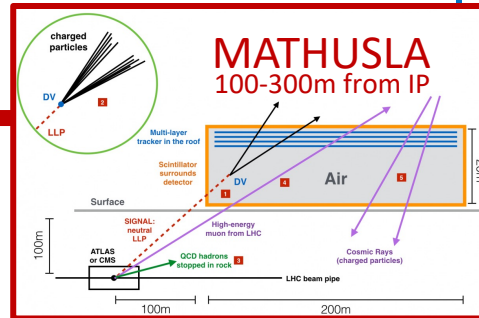 MATHUSLA
100-300m from IP
charged
particles
DV
2
LLP
Multi-layer
tracker in the roof
Scintillator
surrounds
detector
DV
1
4
5
Air
Surface
SIGNAL:
neutral
LLP
High-energy
muon from LHC
Cosmic Rays
(charged particles)
100m
ATLAS
or CMS
QCD hadrons
stopped in rock
3
LHC beam pipe
100m
200m